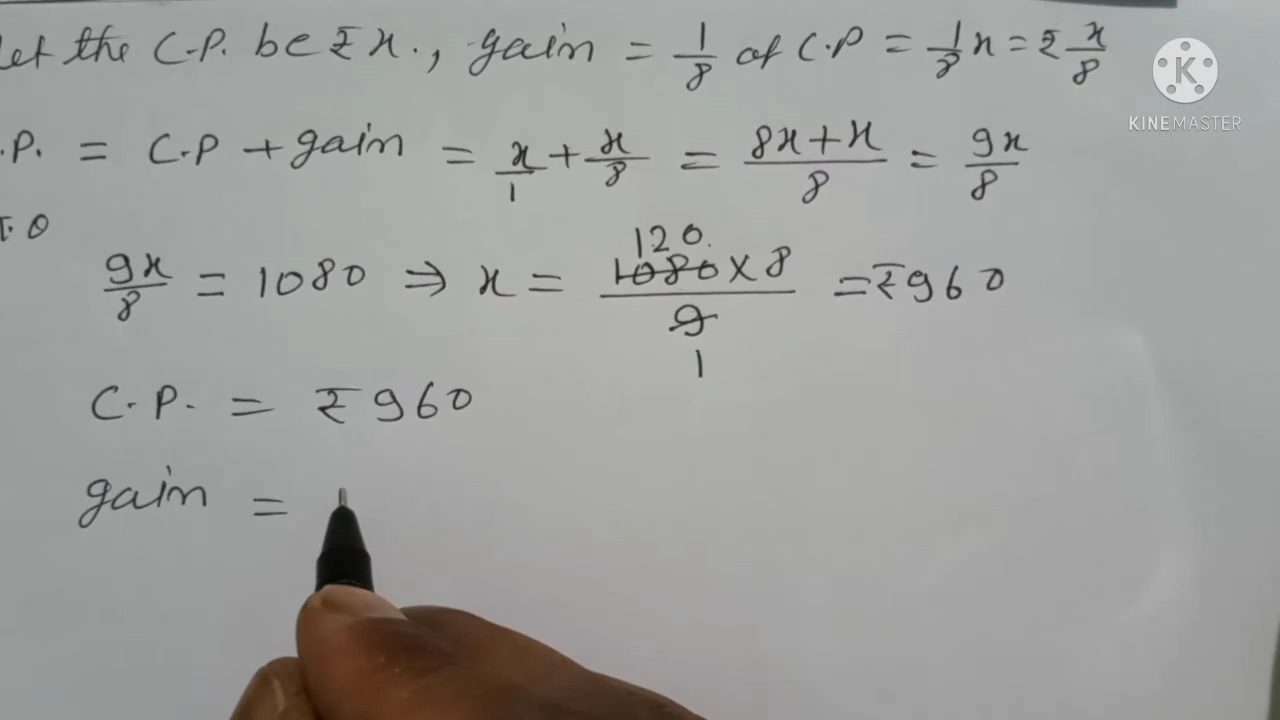 let the C.P. be ₹ x., gain = 1/8 of C.P = 1/8 x = ₹ x/8
.P. = C.P + gain = x/1 + x/8 = 8x+x/8 = 9x/8
9x/8 = 1080 ⇒ x = 1080 × 8/9 = ₹960
120.
1
C.P. = ₹ 960
gain =
K
KINEMASTER